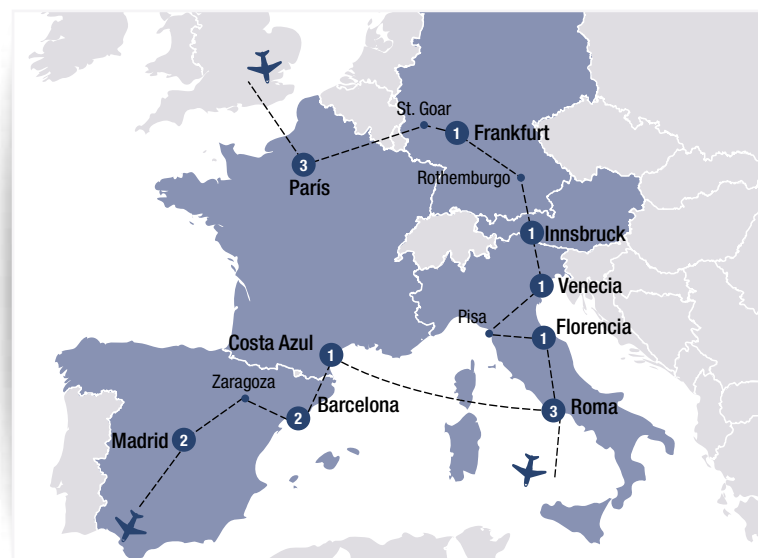 St. Goar
1 Frankfurt
3
París
Rothemburgo
1 Innsbruck
1 Venecia
Pisa
Florencia
1
Costa Azul
1
Zaragoza
Barcelona
2
3 Roma
Madrid 2